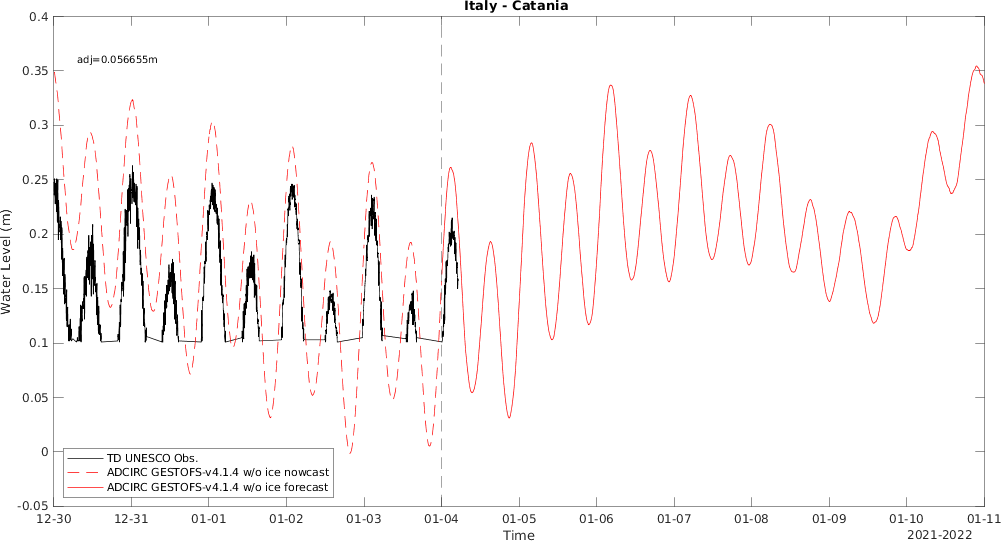 Italy - Catania
0.4
0.35
0.3
0.25
0.2
0.15
0.1
0.05
0
-0.05
Water Level (m)
adj=0.056655m
TD UNESCO Obs.
ADCIRC GESTOFS-v4.1.4 w/o ice nowcast
ADCIRC GESTOFS-v4.1.4 w/o ice forecast
12-30 12-31 01-01 01-02 01-03 01-04 01-05 01-06 01-07 01-08 01-09 01-10 01-11
Time
2021-2022